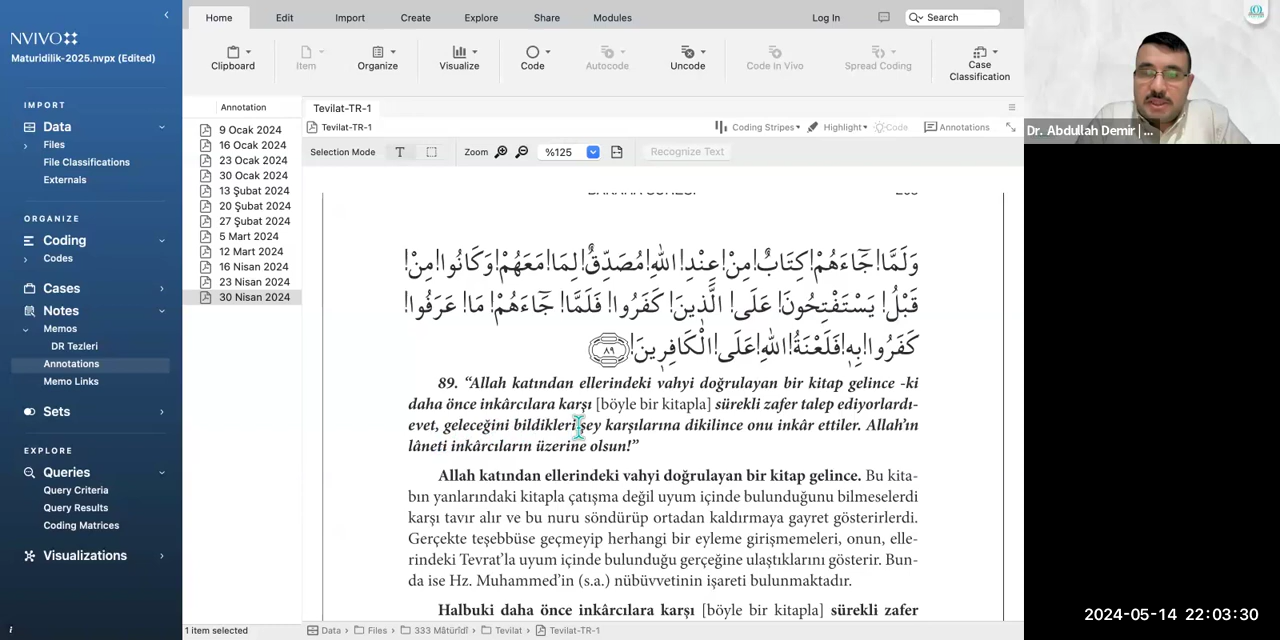 NVIVO
Maturidilik-2025.nvpx (Edited)
IMPORT
Data
Files
File Classifications
Externals
ORGANIZE
Coding
Codes
Cases
Notes
Memos
DR Tezleri
Annotations
Memo Links
Sets
EXPLORE
Queries
Query Criteria
Query Results
Coding Matrices
Visualizations
Home Edit Import Create Explore Share Modules Log In Search
Clipboard Item Organize Visualize Code Autocode Uncode Code In Vivo Spread Coding Case Classification
Annotation
9 Ocak 2024
16 Ocak 2024
23 Ocak 2024
30 Ocak 2024
13 Şubat 2024
20 Şubat 2024
27 Şubat 2024
5 Mart 2024
12 Mart 2024
16 Nisan 2024
23 Nisan 2024
30 Nisan 2024
1 item selected
Tevilat-TR-1
Tevilat-TR-1 Coding Stripes Highlight Code Annotations
Selection Mode T Zoom %125 Recognize Text
وَلَمَّا جَٓاءَهُمْ كِتَابٌ مِنْ عِنْدِ اللّٰهِ مُصَدِّقٌ لِمَا مَعَهُمْ وَكَانُوا مِنْ
قَبْلُ يَسْتَفْتِحُونَ عَلَى الَّذ۪ينَ كَفَرُوا فَلَمَّا جَٓاءَهُمْ مَا عَرَفُوا
كَفَرُوا بِه۪ فَلَعْنَةُ اللّٰهِ عَلَى الْكَافِر۪ينَ ﴿٨٩﴾
89. “Allah katından ellerindeki vahyi doğrulayan bir kitap gelince -ki
daha önce inkârcılara karşı [böyle bir kitapla] sürekli zafer talep ediyorlardı-
evet, geleceğini bildikleri şey karşılarına dikilince onu inkâr ettiler. Allah’ın
lâneti inkârcıların üzerine olsun!”
Allah katından ellerindeki vahyi doğrulayan bir kitap gelince. Bu kita-
bın yanlarındaki kitapla çatışma değil uyum içinde bulunduğunu bilmeselerdi
karşı tavır alır ve bu nuru söndürüp ortadan kaldırmaya gayret gösterirlerdi.
Gerçekte teşebbüse geçmeyip herhangi bir eyleme girişmemeleri, onun, elle-
rindeki Tevrat’la uyum içinde bulunduğu gerçeğine ulaştıklarını gösterir. Bun-
da ise Hz. Muhammed’in (s.a.) nübüvvetinin işareti bulunmaktadır.
Halbuki daha önce inkârcılara karşı [böyle bir kitapla] sürekli zafer
Data > Files > 333 Mâtürîdî > Tevilat > Tevilat-TR-1
Dr. Abdullah Demir | ...
2024-05-14 22:03:30